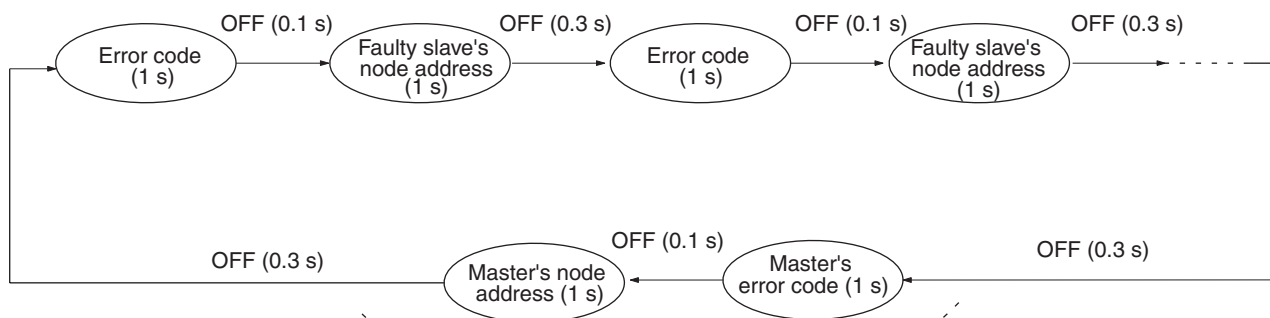 OFF (0.1 s)
OFF (0.3 s)
OFF (0.1 s)
OFF (0.3 s)
Error code
(1 s)
Faulty slave's
node address
(1 s)
Error code
(1 s)
Faulty slave's
node address
(1 s)
OFF (0.3 s)
Master's node
address (1 s)
OFF (0.1 s)
Master's
error code (1 s)
OFF (0.3 s)